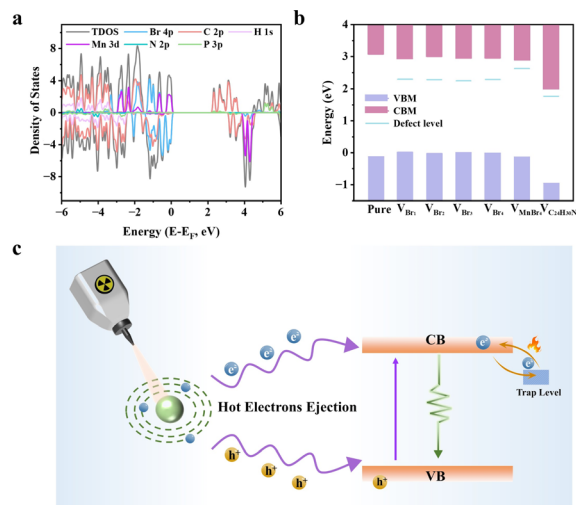 a
TDOS Br 4p C 2p H 1s
Mn 3d N 2p P 3p
Density of States
8
4
0
−4
−8
−6 −4 −2 0 2 4 6
Energy (E-EF, eV)
b
Energy (eV)
4
3
2
1
0
−1
VBM
CBM
Defect level
Pure VBr1 VBr2 VBr3 VBr4 VMnBr4 VC24H30N
c
e- e- e-
Hot Electrons Ejection
h+ h+ h+
CB
e-
e-
Trap Level
h+
VB